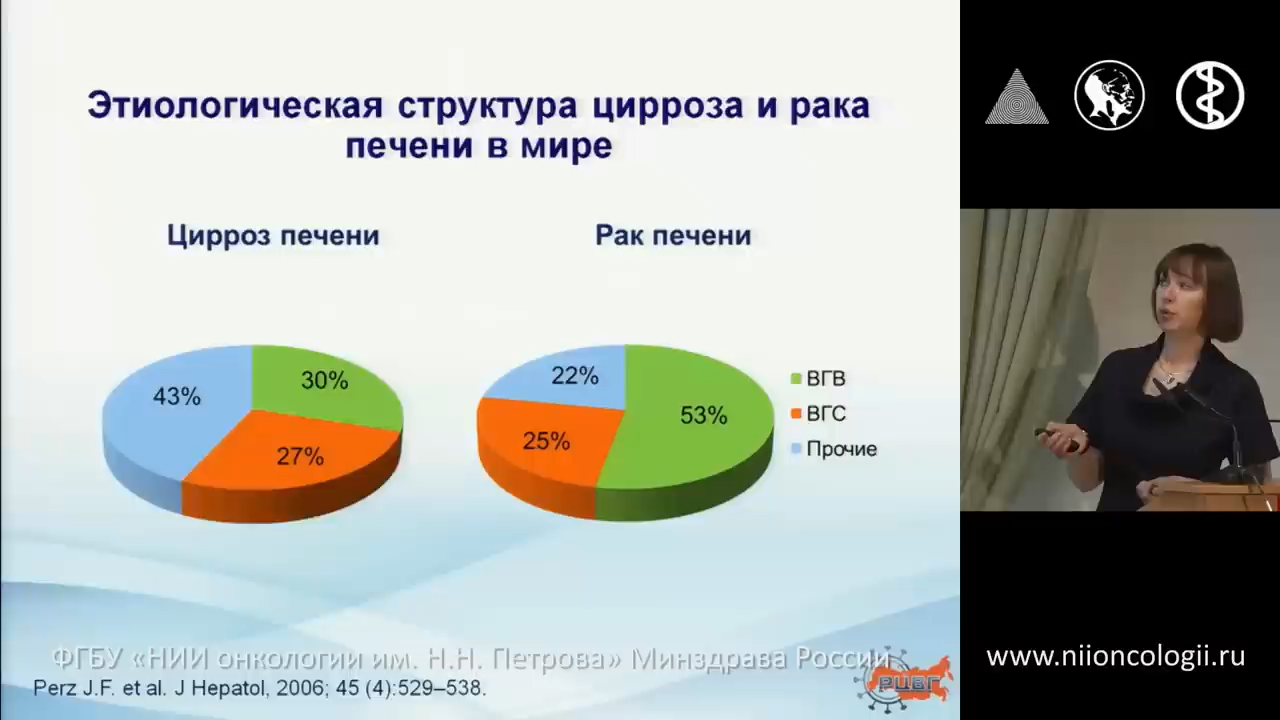 Этиологическая структура цирроза и рака
печени в мире
Цирроз печени
Рак печени
43%
30%
27%
22%
53%
25%
ВГВ
ВГС
Прочие
ФГБУ «НИИ онкологии им. Н.Н. Петрова» Минздрава России
Perz J.F. et al. J Hepatol, 2006; 45 (4):529–538.
РЦВГ
www.niioncologii.ru